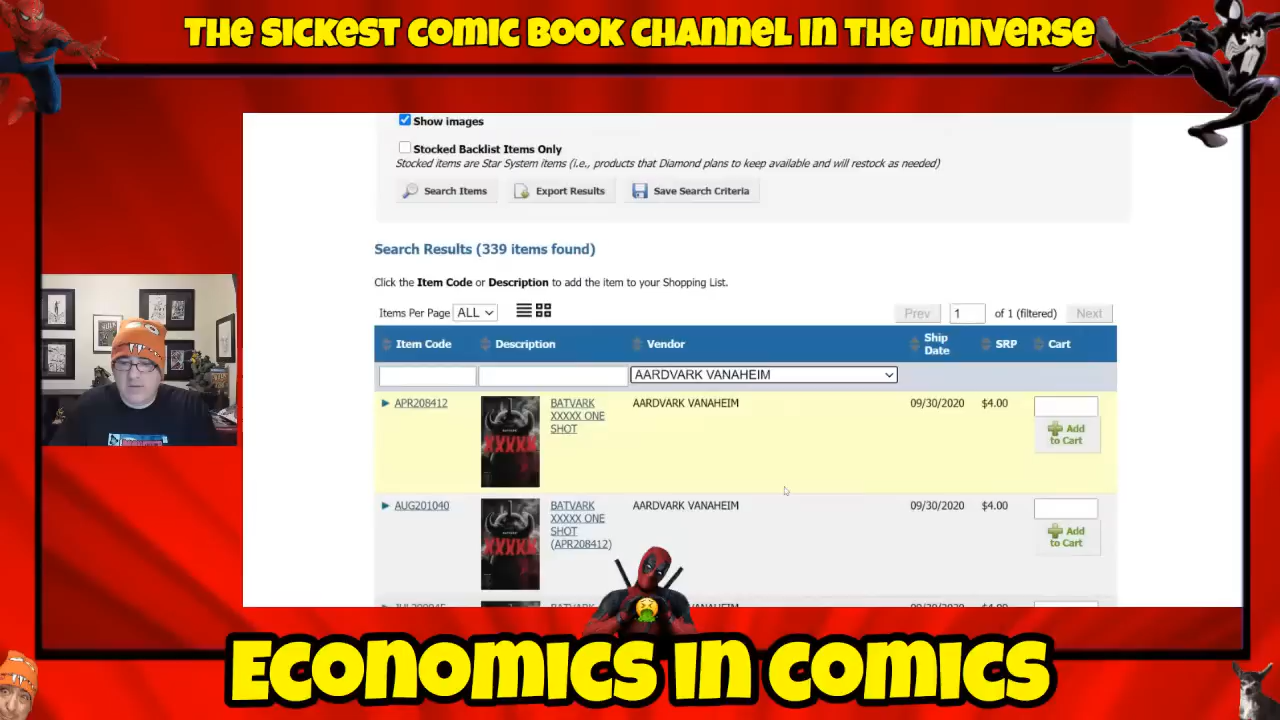 THE SICKEST COMIC BOOK CHANNEL IN THE UNIVERSE
Show images
Stocked Backlist Items Only
Stocked items are Star System items (i.e., products that Diamond plans to keep available and will restock as needed)
Search Items Export Results Save Search Criteria
Search Results (339 items found)
Click the Item Code or Description to add the item to your Shopping List.
Items Per Page ALL Prev 1 of 1 (filtered) Next
Item Code Description Vendor Ship Date SRP Cart
AARDVARK VANAHEIM
APR208412 BATVARK XXXXX ONE SHOT AARDVARK VANAHEIM 09/30/2020 $4.00 Add to Cart
XXXXX
AUG201040 BATVARK XXXXX ONE SHOT (APR208412) AARDVARK VANAHEIM 09/30/2020 $4.00 Add to Cart
XXXXX
ECONOMICS IN COMICS